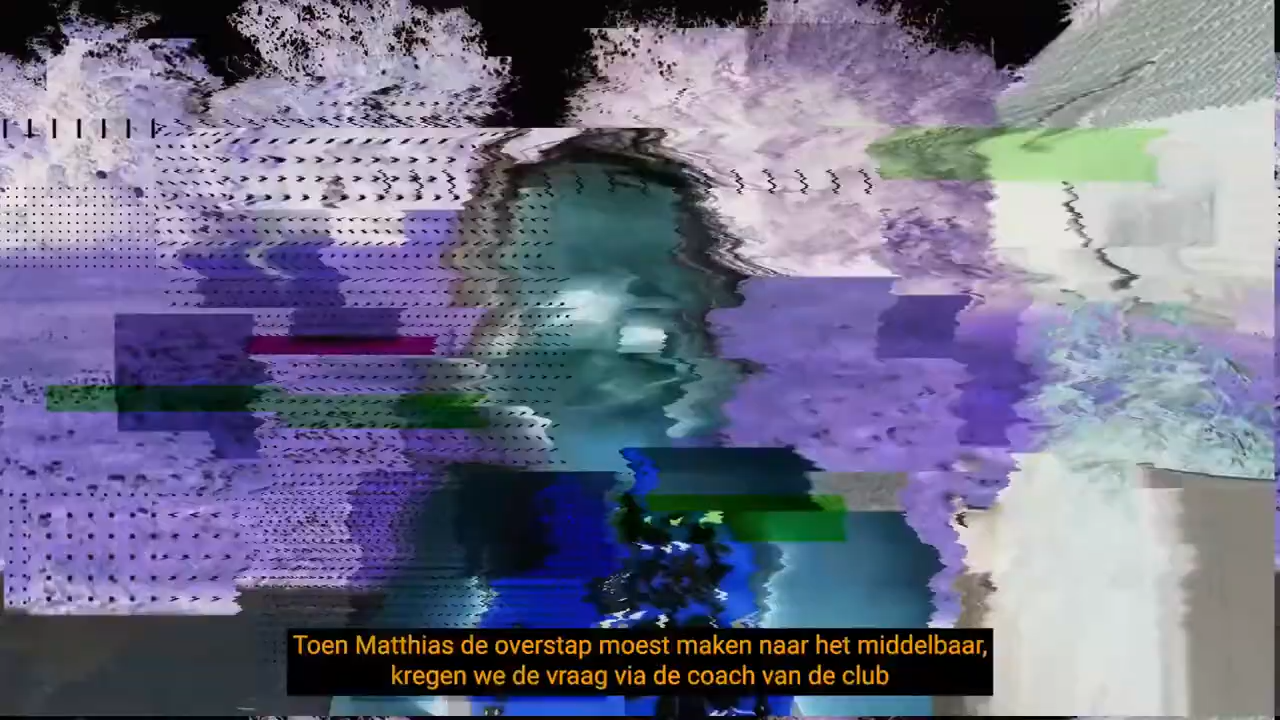 Toen Matthias de overstap moest maken naar het middelbaar,
kregen we de vraag via de coach van de club